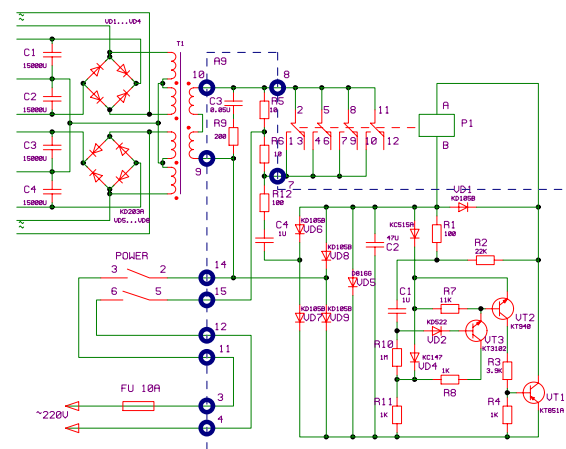 ~
VD1...VD4
T1
A9
C1
15000U
10
8
C2
15000U
C3
0.05U
R5
10
2
5
8
11
A
P1
R9
200
R6
10
1
3
4
6
7
9
10
12
B
C3
15000U
9
7
C4
15000U
R12
100
VD1
KD105B
KD203A
VD5...VD8
C4
1U
KD105B
VD6
47U
C2
KC515A
R1
100
R2
22K
~
KD105B
VD8
POWER
3
2
14
D816G
VD5
6
5
15
C1
1U
R7
11K
VT2
KT940
KD105B
VD7
KD105B
VD9
KD522
VD2
VT3
KT3102
12
R10
1M
KC147
VD4
11
1K
R8
R3
3.9K
FU 10A
3
R11
1K
R4
1K
VT1
KT851A
~220V
4